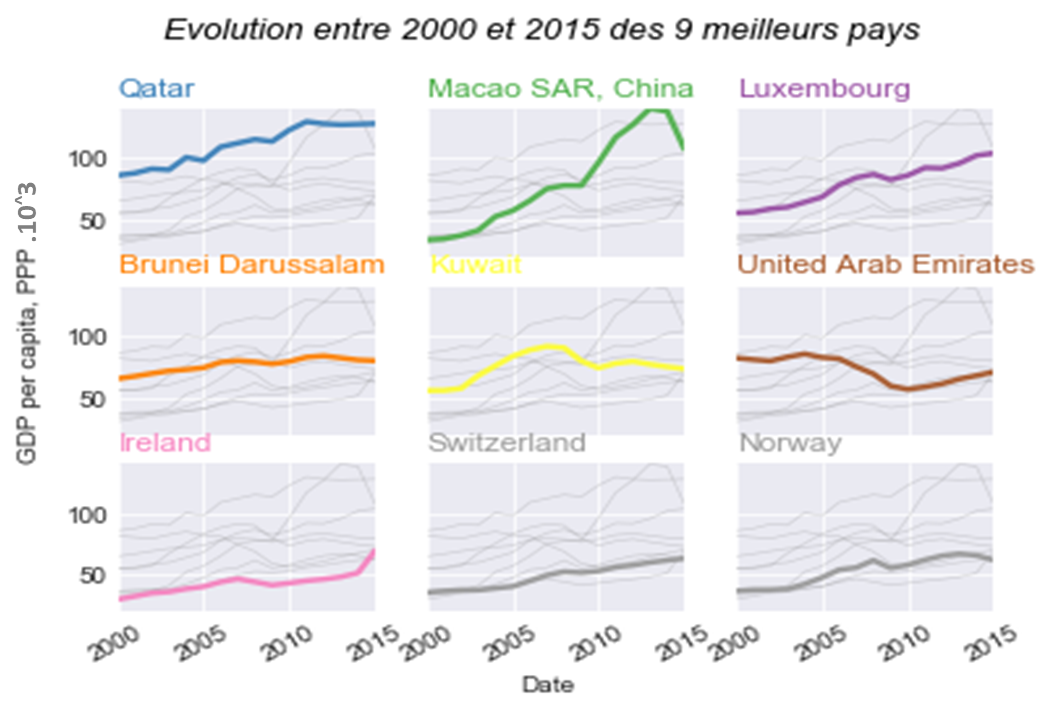 Evolution entre 2000 et 2015 des 9 meilleurs pays
Qatar
Macao SAR, China
Luxembourg
100
50
Brunei Darussalam
Kuwait
United Arab Emirates
100
50
Ireland
Switzerland
Norway
100
50
2000 2005 2010 2015 2000 2005 2010 2015 2000 2005 2010 2015
Date
GDP per capita, PPP .10^3